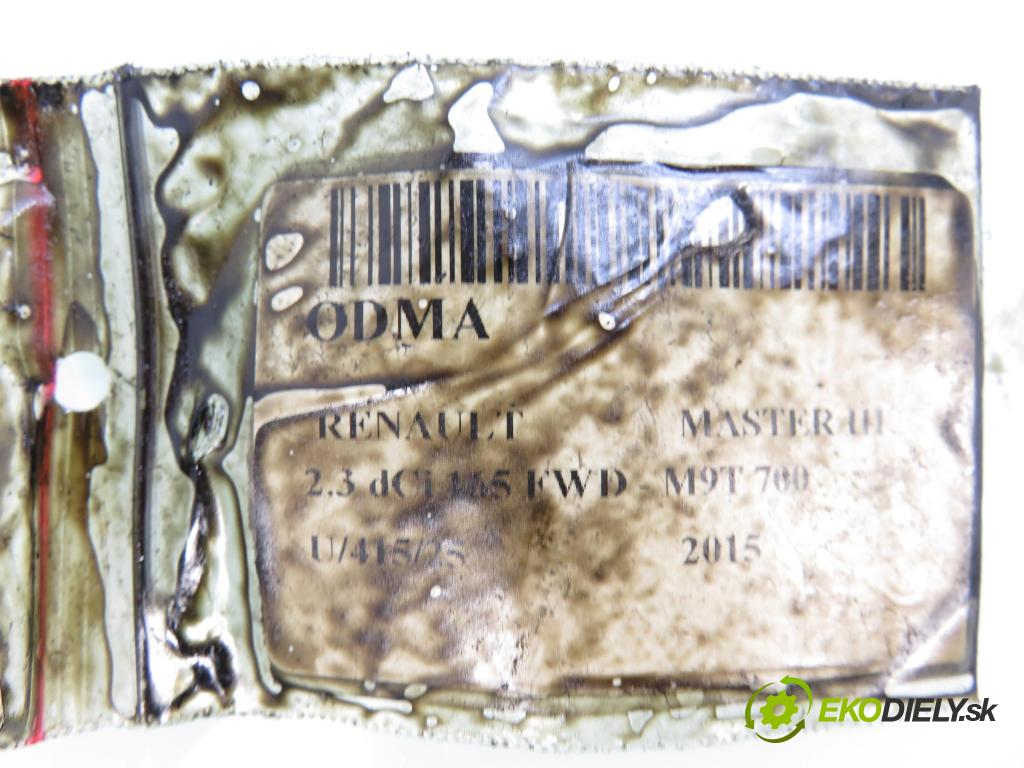 ODMA
RENAULT MASTER III
2.3 dCi 165 FWD - M9T 700
U/415/25
2015
EKODIELY.sk